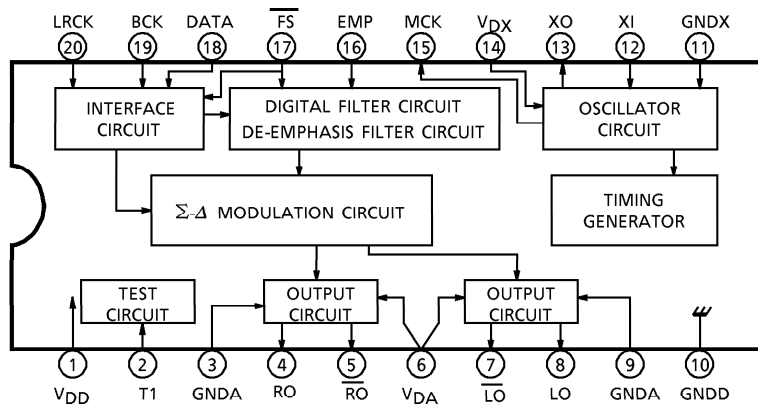 LRCK BCK DATA F̅S̅ EMP MCK VDX XO XI GNDX
20 19 18 17 16 15 14 13 12 11
INTERFACE CIRCUIT
DIGITAL FILTER CIRCUIT
DE-EMPHASIS FILTER CIRCUIT
OSCILLATOR CIRCUIT
Σ-Δ MODULATION CIRCUIT
TIMING GENERATOR
TEST CIRCUIT
OUTPUT CIRCUIT
OUTPUT CIRCUIT
1 2 3 4 5 6 7 8 9 10
VDD T1 GNDA RO R̅O̅ VDA L̅O̅ LO GNDA GNDD